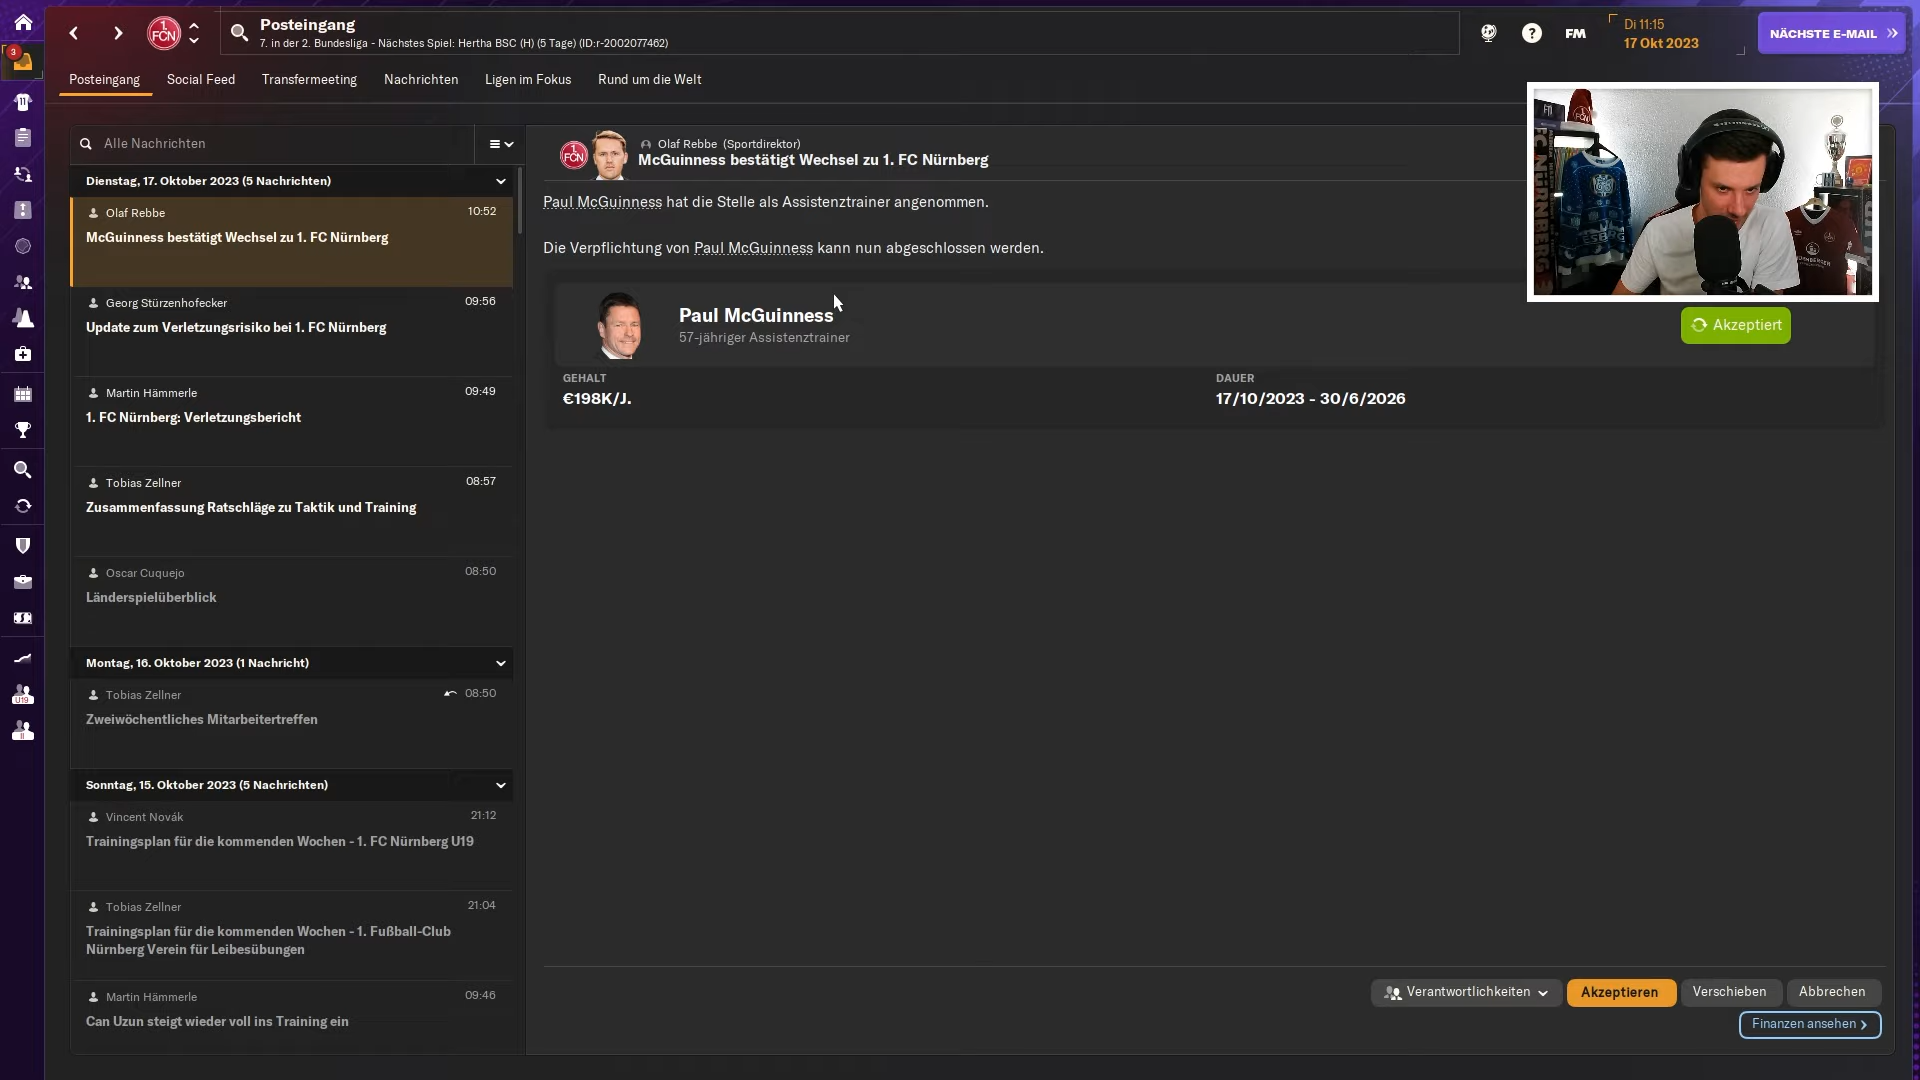 Posteingang
7. in der 2. Bundesliga - Nächstes Spiel: Hertha BSC (H) (5 Tage) (ID:r-2002077462)
FM
Di 11:15
17 Okt 2023
NÄCHSTE E-MAIL
3
Posteingang
Social Feed
Transfermeeting
Nachrichten
Ligen im Fokus
Rund um die Welt
Alle Nachrichten
Dienstag, 17. Oktober 2023 (5 Nachrichten)
Olaf Rebbe 10:52
McGuinness bestätigt Wechsel zu 1. FC Nürnberg
Georg Stürzenhofecker 09:56
Update zum Verletzungsrisiko bei 1. FC Nürnberg
Martin Hämmerle 09:49
1. FC Nürnberg: Verletzungsbericht
Tobias Zellner 08:57
Zusammenfassung Ratschläge zu Taktik und Training
Oscar Cuquejo 08:50
Länderspielüberblick
Montag, 16. Oktober 2023 (1 Nachricht)
Tobias Zellner 08:50
Zweiwöchentliches Mitarbeitertreffen
Sonntag, 15. Oktober 2023 (5 Nachrichten)
Vincent Novák 21:12
Trainingsplan für die kommenden Wochen - 1. FC Nürnberg U19
Tobias Zellner 21:04
Trainingsplan für die kommenden Wochen - 1. Fußball-Club
Nürnberg Verein für Leibesübungen
Martin Hämmerle 09:46
Can Uzun steigt wieder voll ins Training ein
Olaf Rebbe (Sportdirektor)
McGuinness bestätigt Wechsel zu 1. FC Nürnberg
Paul McGuinness hat die Stelle als Assistenztrainer angenommen.
Die Verpflichtung von Paul McGuinness kann nun abgeschlossen werden.
Paul McGuinness
57-jähriger Assistenztrainer
Akzeptiert
GEHALT
€198K/J.
DAUER
17/10/2023 - 30/6/2026
Verantwortlichkeiten
Akzeptieren
Verschieben
Abbrechen
Finanzen ansehen
U19
II